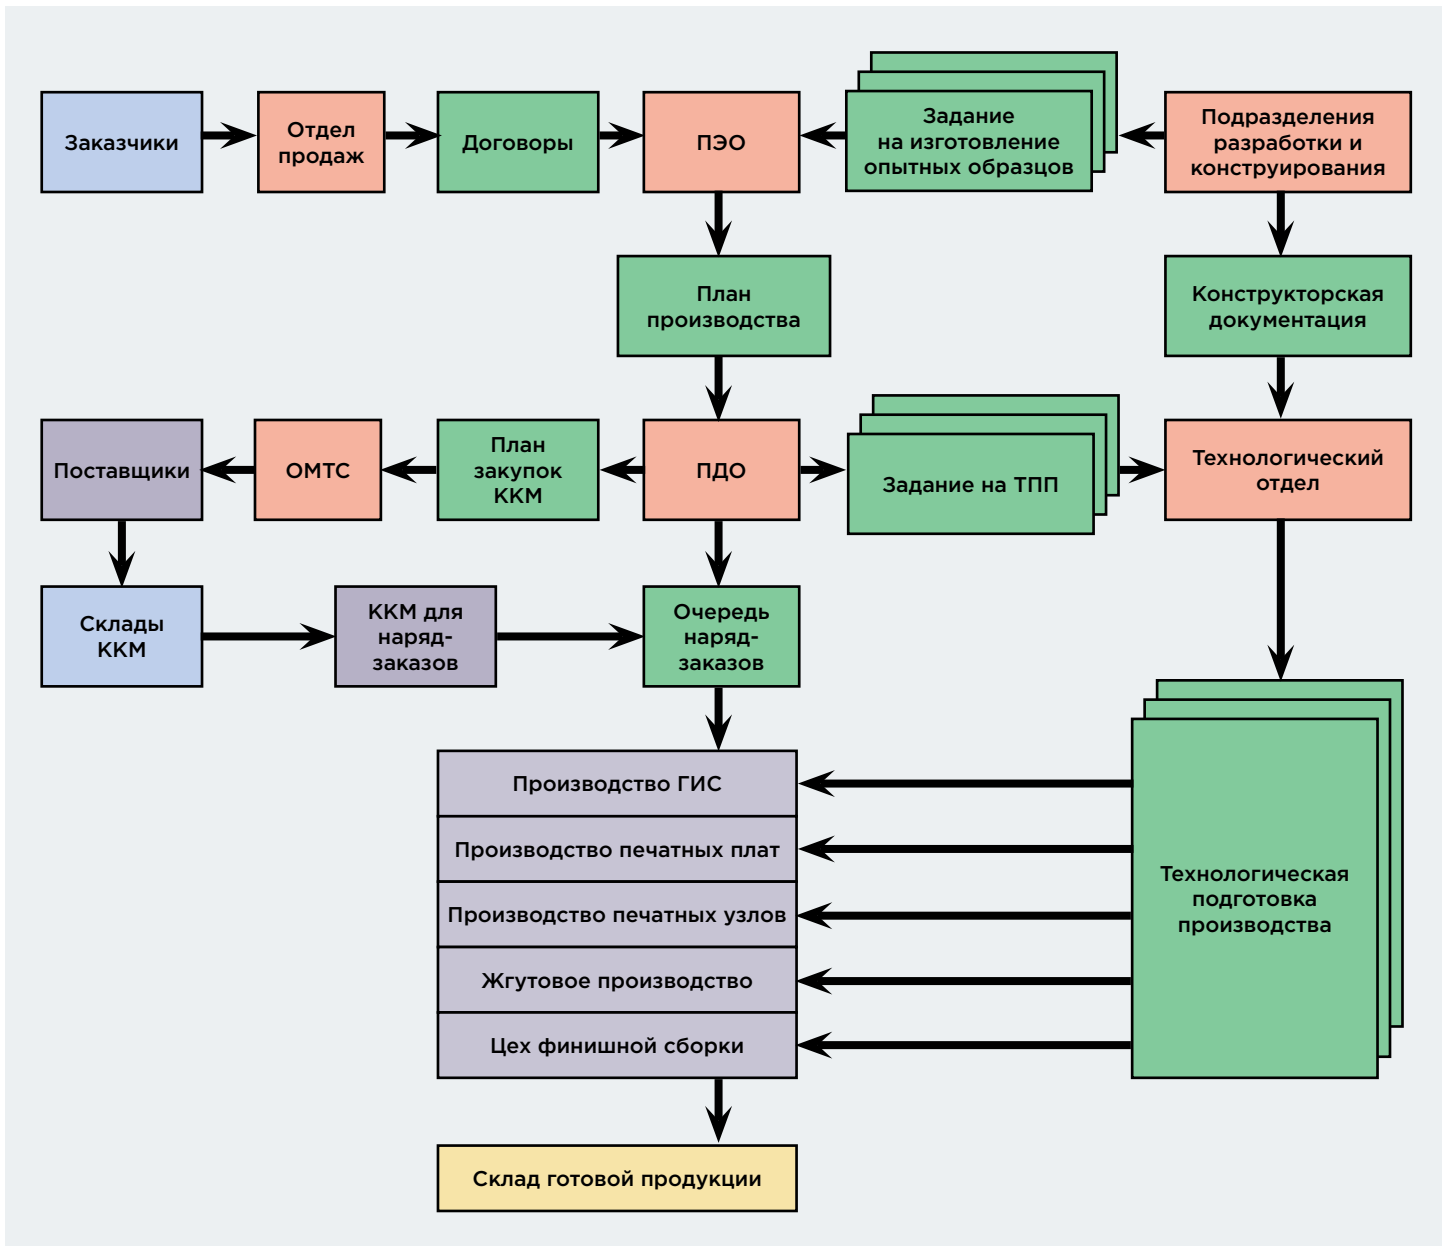 Заказчики
Отдел
продаж
Договоры
ПЭО
Задание
на изготовление
опытных образцов
Подразделения
разработки и
конструирования
План
производства
Конструкторская
документация
Поставщики
ОМТС
План
закупок
ККМ
ПДО
Задание на ТПП
Технологический
отдел
Склады
ККМ
ККМ для
наряд-
заказов
Очередь
наряд-
заказов
Производство ГИС
Производство печатных плат
Производство печатных узлов
Жгутовое производство
Цех финишной сборки
Технологическая
подготовка
производства
Склад готовой продукции